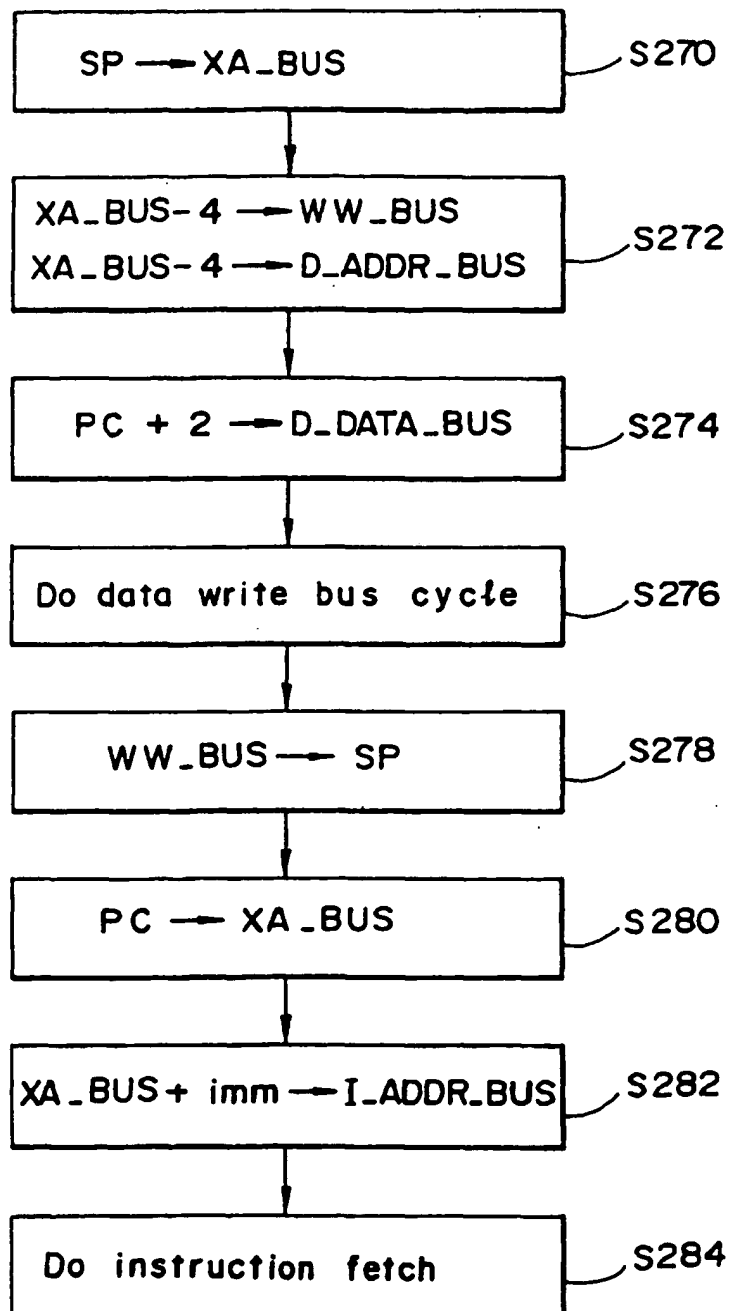 SP → XA_BUS
S270
XA_BUS-4 → WW_BUS
XA_BUS-4 → D_ADDR_BUS
S272
PC + 2 → D_DATA_BUS
S274
Do data write bus cycle
S276
WW_BUS → SP
S278
PC → XA_BUS
S280
XA_BUS + imm → I_ADDR_BUS
S282
Do instruction fetch
S284